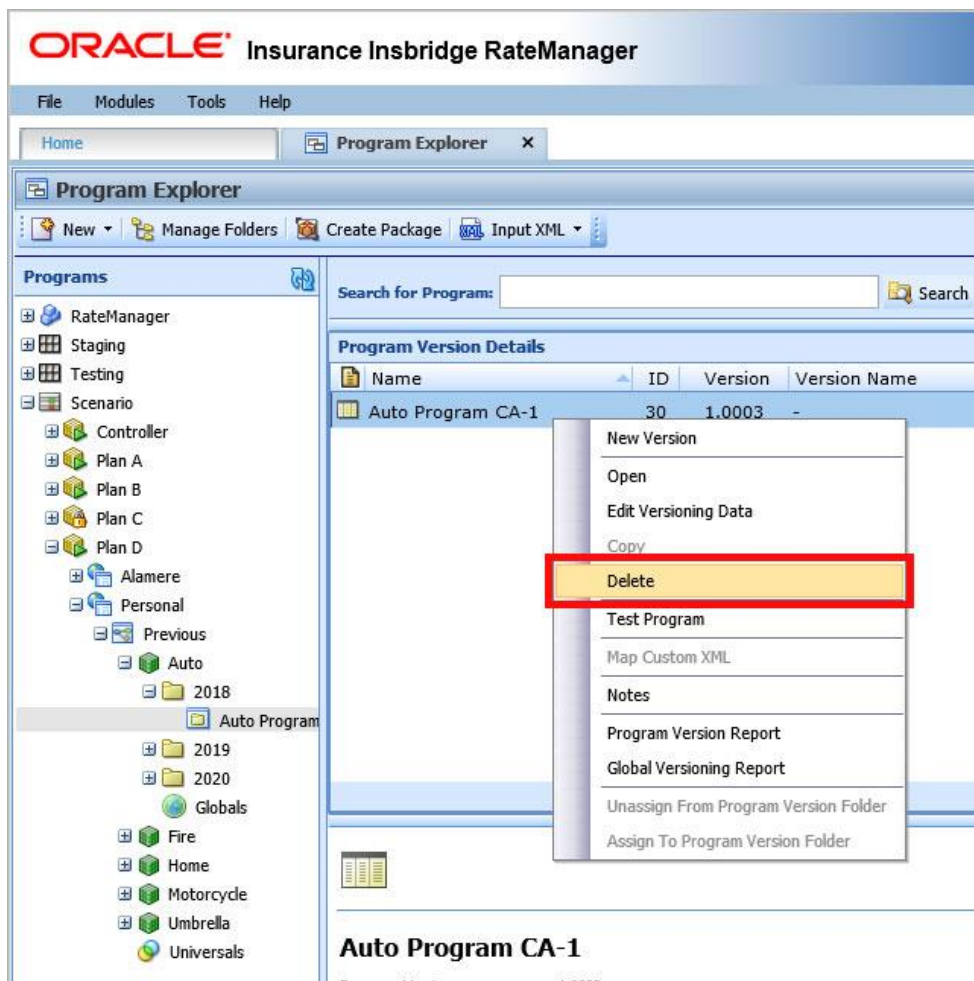 ORACLE® Insurance Insbridge RateManager
File Modules Tools Help
Home Program Explorer ×
Program Explorer
New Manage Folders Create Package XML Input XML
Programs
Search for Program: Search
RateManager
Staging
Testing
Scenario
Controller
Plan A
Plan B
Plan C
Plan D
Alamere
Personal
Previous
Auto
2018
Auto Program
2019
2020
Globals
Fire
Home
Motorcycle
Umbrella
Universals
Program Version Details
Name ID Version Version Name
Auto Program CA-1 30 1.0003 -
New Version
Open
Edit Versioning Data
Copy
Delete
Test Program
Map Custom XML
Notes
Program Version Report
Global Versioning Report
Unassign From Program Version Folder
Assign To Program Version Folder
Auto Program CA-1